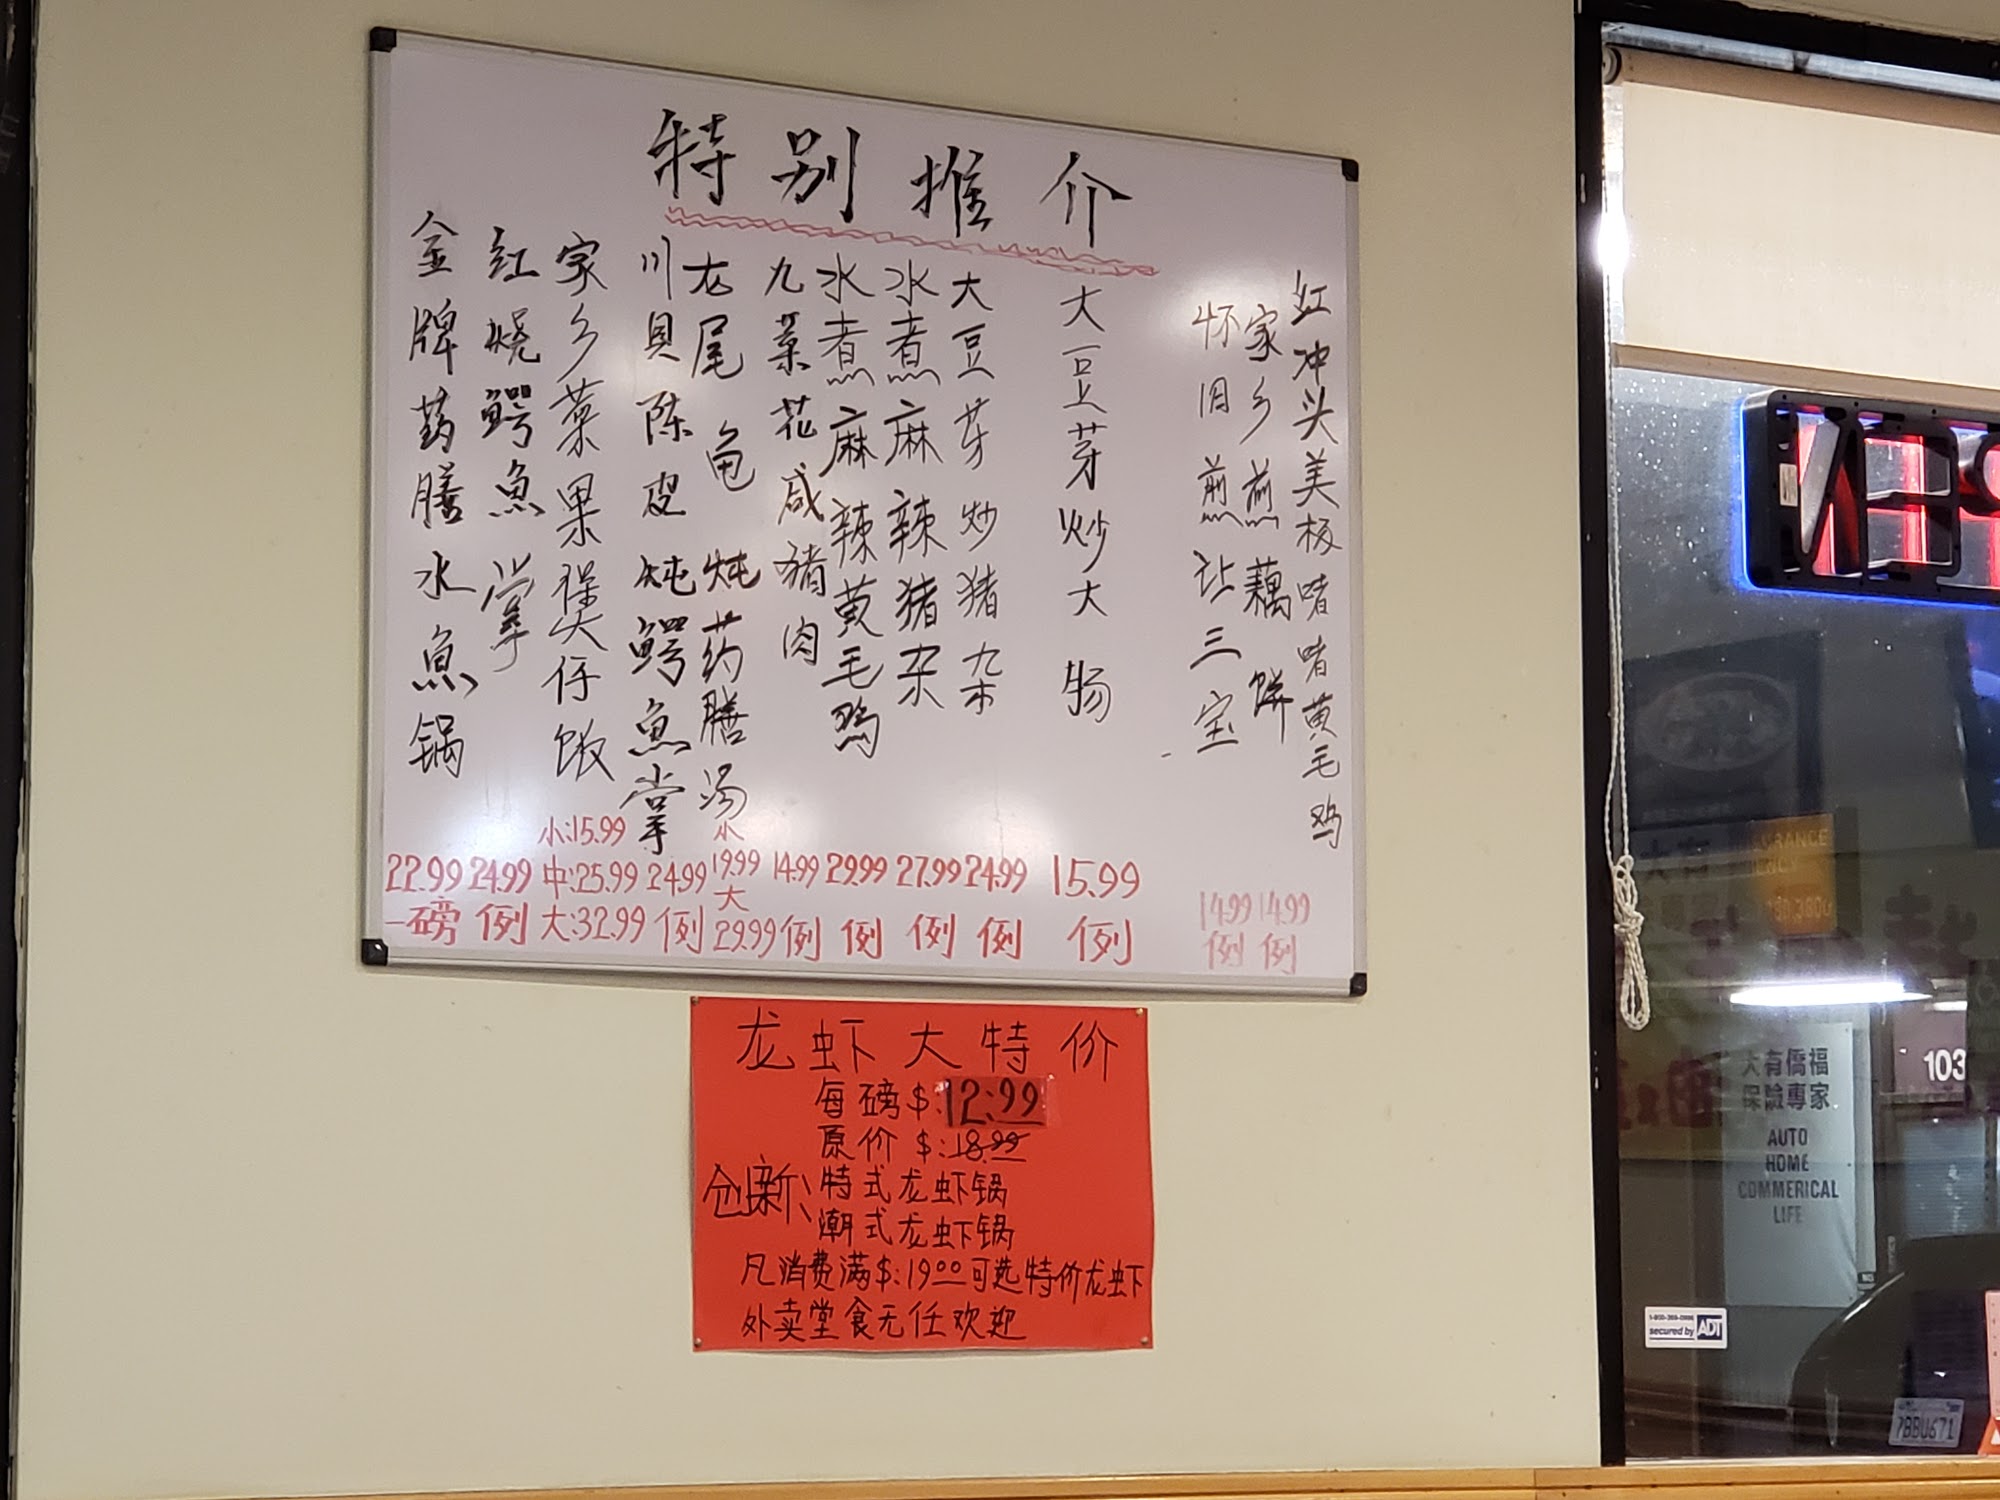 特别推介
金牌药膳水魚锅
22.99
一磅
红烧鳄魚掌
24.99
例
家乡菜果煲仔饭
小:15.99
中:25.99
大:32.99
川贝陈皮炖鳄魚掌
24.99
例
龙尾龟炖药膳汤
小
19.99
大
29.99
九菜花咸猪肉
14.99
例
水煮麻辣黄毛鸡
29.99
例
水煮麻辣猪杂
27.99
例
大豆芽炒猪杂
24.99
例
大豆芽炒大肠
15.99
例
怀旧煎让三宝
14.99
例
家乡煎藕饼
14.99
例
红冲头美极啫啫黄毛鸡
龙虾大特价
每磅$:12.99
原价$:18.99
创新:特式龙虾锅
潮式龙虾锅
凡消费满$:19.00可选特价龙虾
外卖堂食无任欢迎
大有僑福
保險專家
AUTO
HOME
COMMERICAL
LIFE
103
secured by ADT
7BBU671